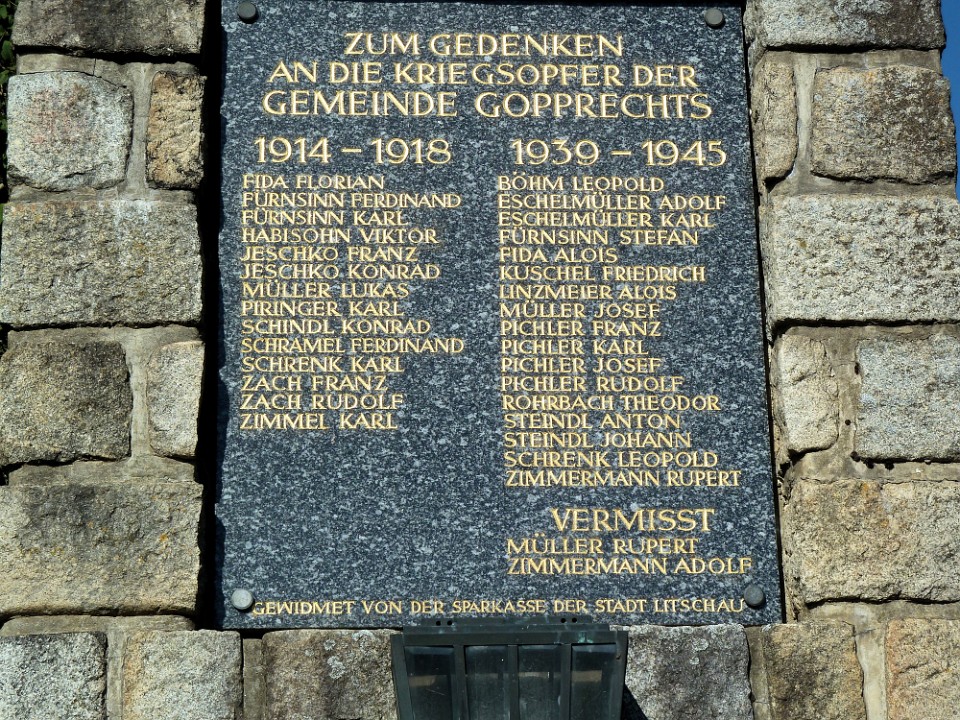 ZUM GEDENKEN
AN DIE KRIEGSOPFER DER
GEMEINDE GOPPRECHTS
1914 – 1918
FIDA FLORIAN
FÜRNSINN FERDINAND
FÜRNSINN KARL
HABISOHN VIKTOR
JESCHKO FRANZ
JESCHKO KONRAD
MÜLLER LUKAS
PIRINGER KARL
SCHINDL KONRAD
SCHRAMEL FERDINAND
SCHRENK KARL
ZACH FRANZ
ZACH RUDOLF
ZIMMEL KARL
1939 – 1945
BÖHM LEOPOLD
ESCHELMÜLLER ADOLF
ESCHELMÜLLER KARL
FÜRNSINN STEFAN
FIDA ALOIS
KUSCHEL FRIEDRICH
LINZMEIER ALOIS
MÜLLER JOSEF
PICHLER FRANZ
PICHLER KARL
PICHLER JOSEF
PICHLER RUDOLF
ROHRBACH THEODOR
STEINDL ANTON
STEINDL JOHANN
SCHRENK LEOPOLD
ZIMMERMANN RUPERT
VERMISST
MÜLLER RUPERT
ZIMMERMANN ADOLF
GEWIDMET VON DER SPARKASSE DER STADT LITSCHAU